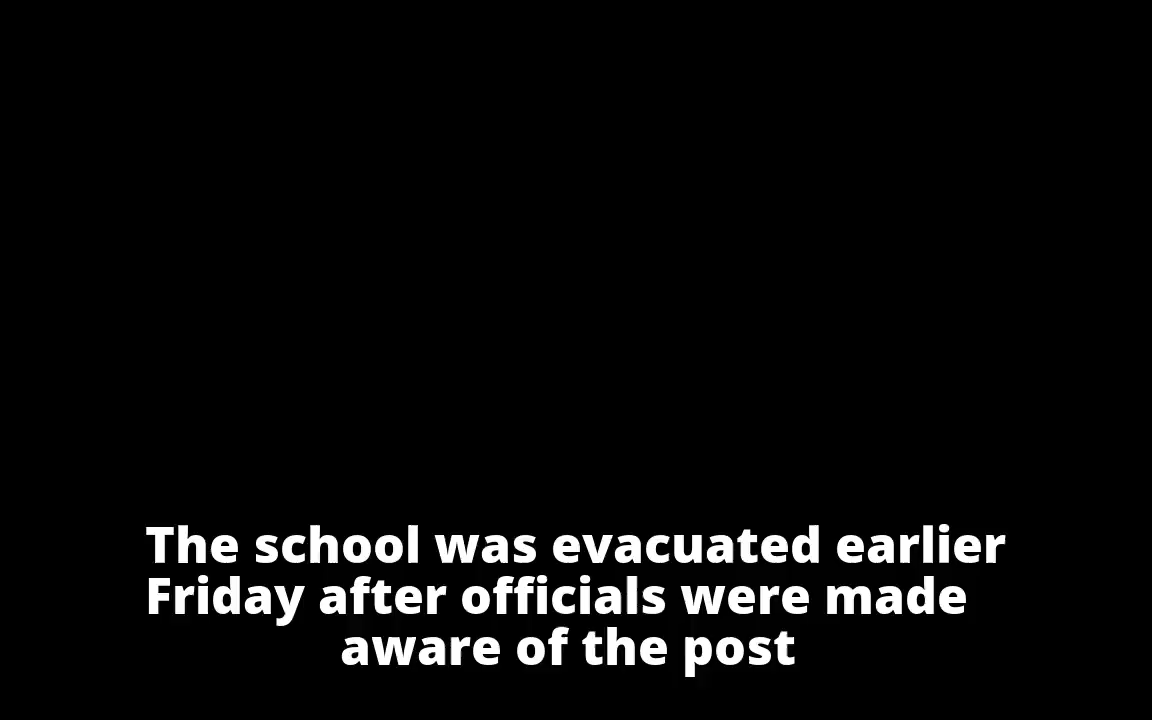 The school was evacuated earlier
Friday after officials were made
aware of the post